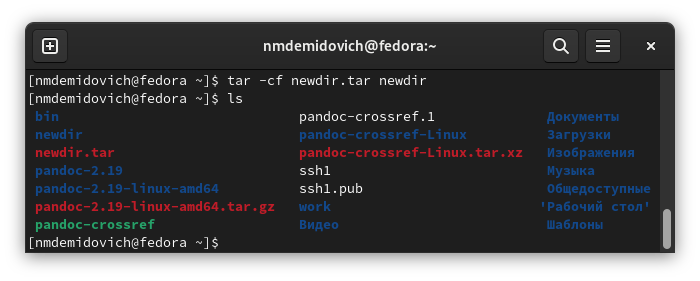 nmdemidovich@fedora:~
[nmdemidovich@fedora ~]$ tar -cf newdir.tar newdir
[nmdemidovich@fedora ~]$ ls
bin pandoc-crossref.1 Документы
newdir pandoc-crossref-Linux Загрузки
newdir.tar pandoc-crossref-Linux.tar.xz Изображения
pandoc-2.19 ssh1 Музыка
pandoc-2.19-linux-amd64 ssh1.pub Общедоступные
pandoc-2.19-linux-amd64.tar.gz work 'Рабочий стол'
pandoc-crossref Видео Шаблоны
[nmdemidovich@fedora ~]$